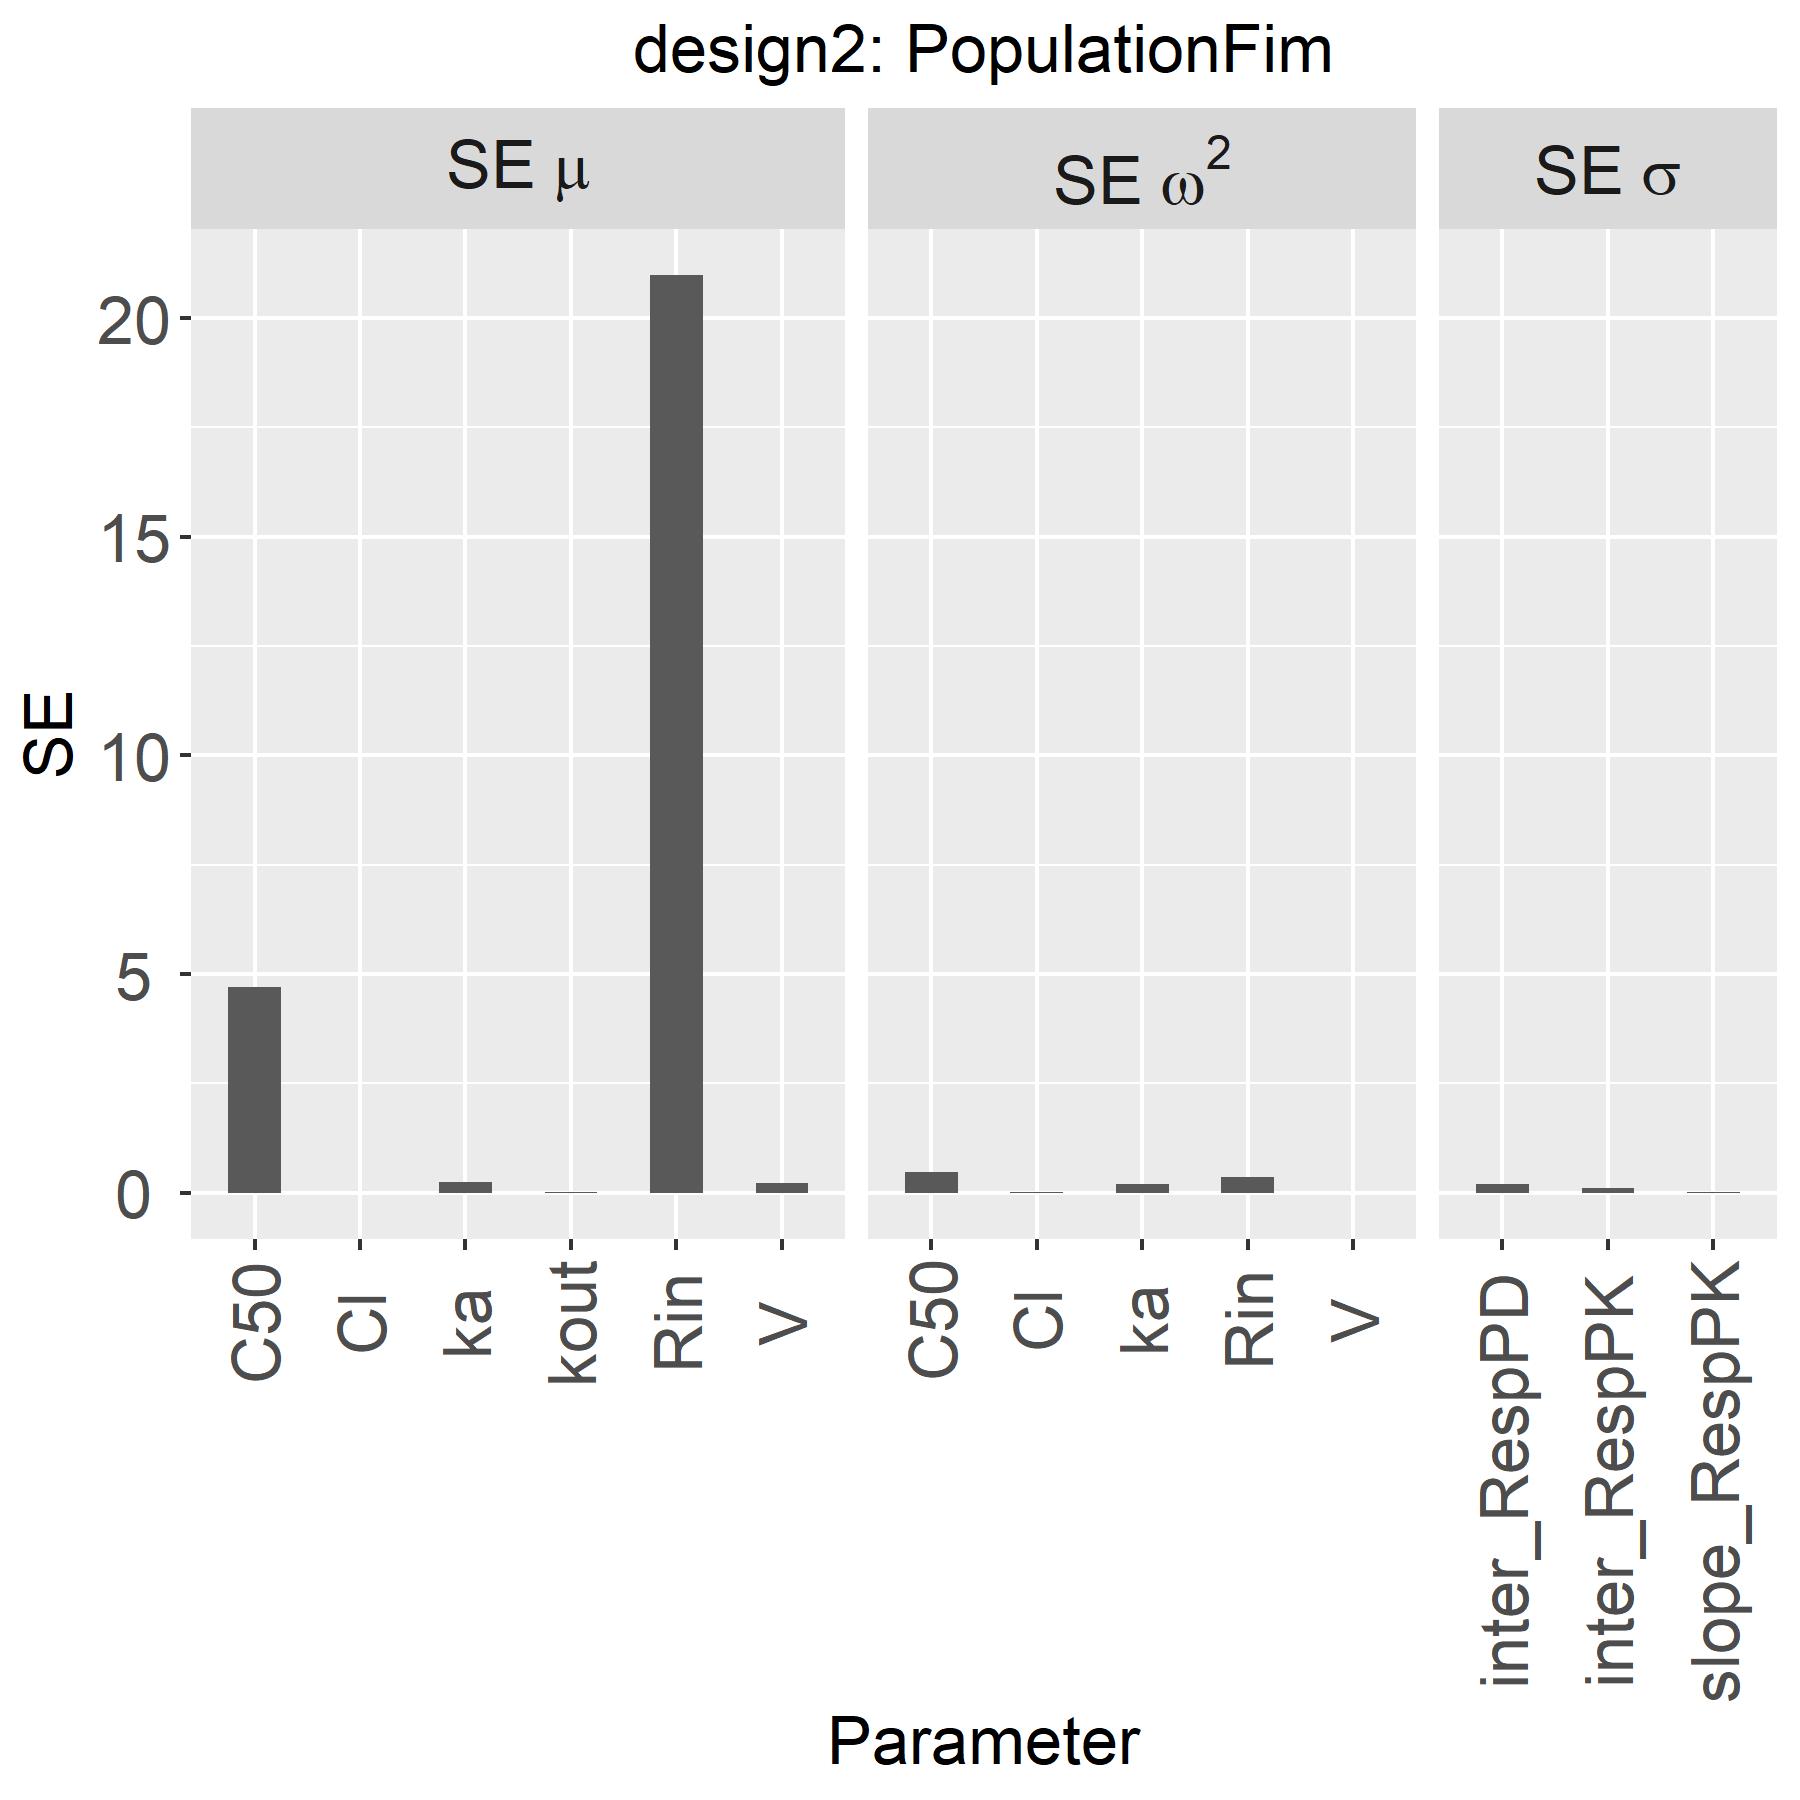 design2: PopulationFim
SE μ
SE ω²
SE σ
SE
20
15
10
5
0
C50
Cl
ka
kout
Rin
V
C50
Cl
ka
Rin
V
inter_RespPD
inter_RespPK
slope_RespPK
Parameter